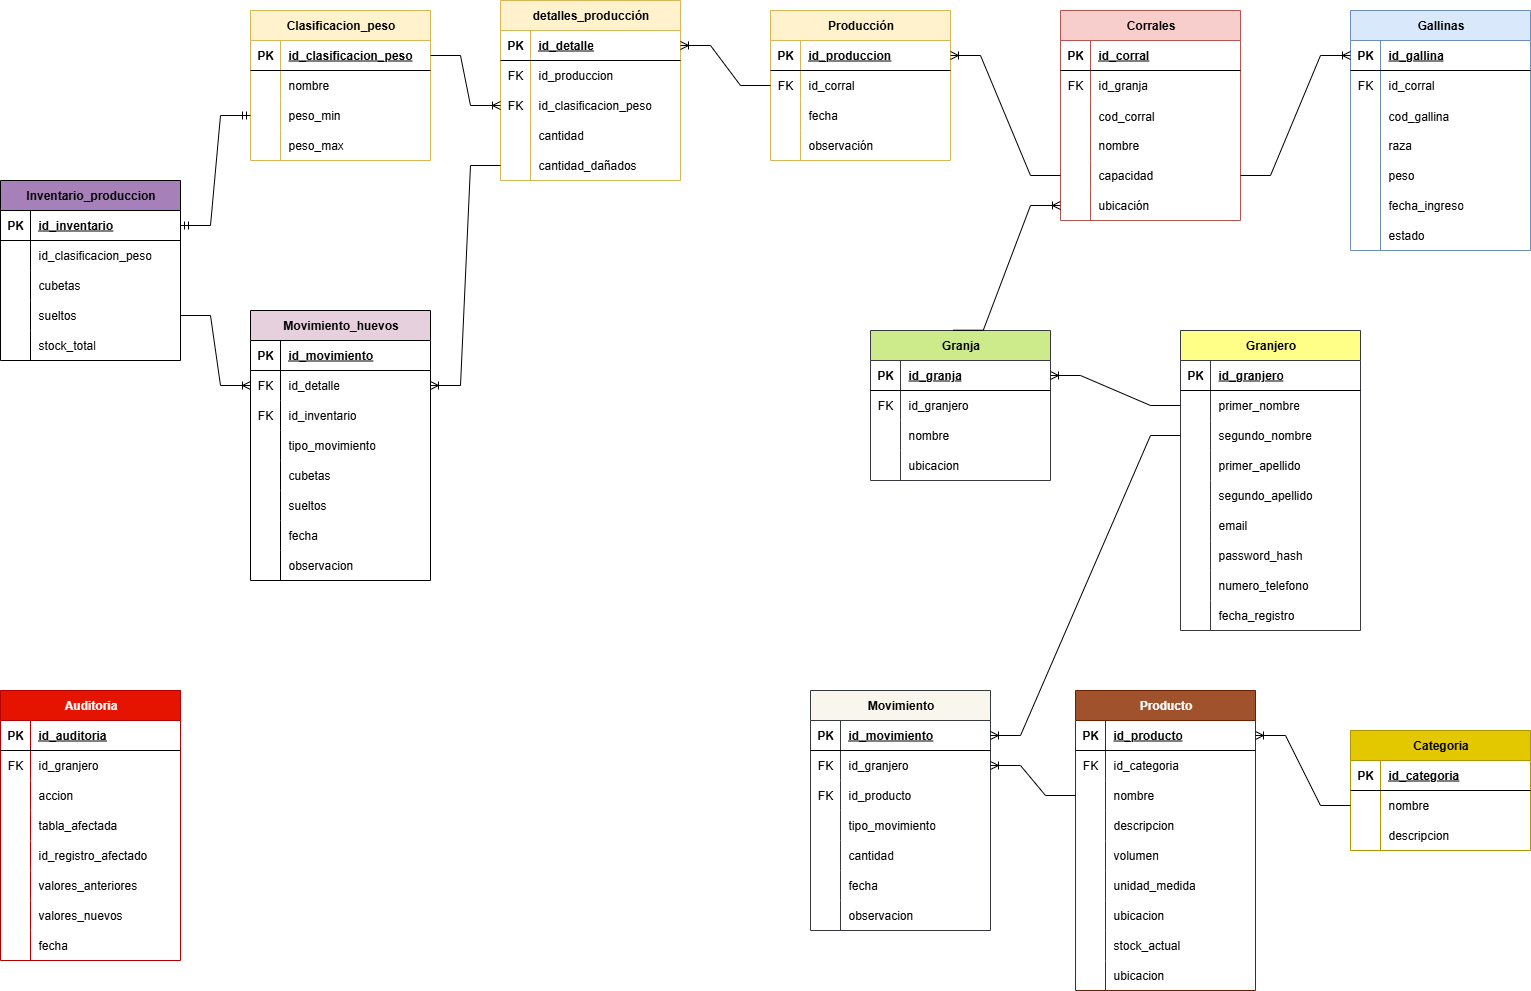 Clasificacion_peso
PK id_clasificacion_peso
nombre
peso_min
peso_max
detalles_producción
PK id_detalle
FK id_produccion
FK id_clasificacion_peso
cantidad
cantidad_dañados
Producción
PK id_produccion
FK id_corral
fecha
observación
Corrales
PK id_corral
FK id_granja
cod_corral
nombre
capacidad
ubicación
Gallinas
PK id_gallina
FK id_corral
cod_gallina
raza
peso
fecha_ingreso
estado
Inventario_produccion
PK id_inventario
id_clasificacion_peso
cubetas
sueltos
stock_total
Movimiento_huevos
PK id_movimiento
FK id_detalle
FK id_inventario
tipo_movimiento
cubetas
sueltos
fecha
observacion
Granja
PK id_granja
FK id_granjero
nombre
ubicacion
Granjero
PK id_granjero
primer_nombre
segundo_nombre
primer_apellido
segundo_apellido
email
password_hash
numero_telefono
fecha_registro
Auditoria
PK id_auditoria
FK id_granjero
accion
tabla_afectada
id_registro_afectado
valores_anteriores
valores_nuevos
fecha
Movimiento
PK id_movimiento
FK id_granjero
FK id_producto
tipo_movimiento
cantidad
fecha
observacion
Producto
PK id_producto
FK id_categoria
nombre
descripcion
volumen
unidad_medida
ubicacion
stock_actual
ubicacion
Categoria
PK id_categoria
nombre
descripcion